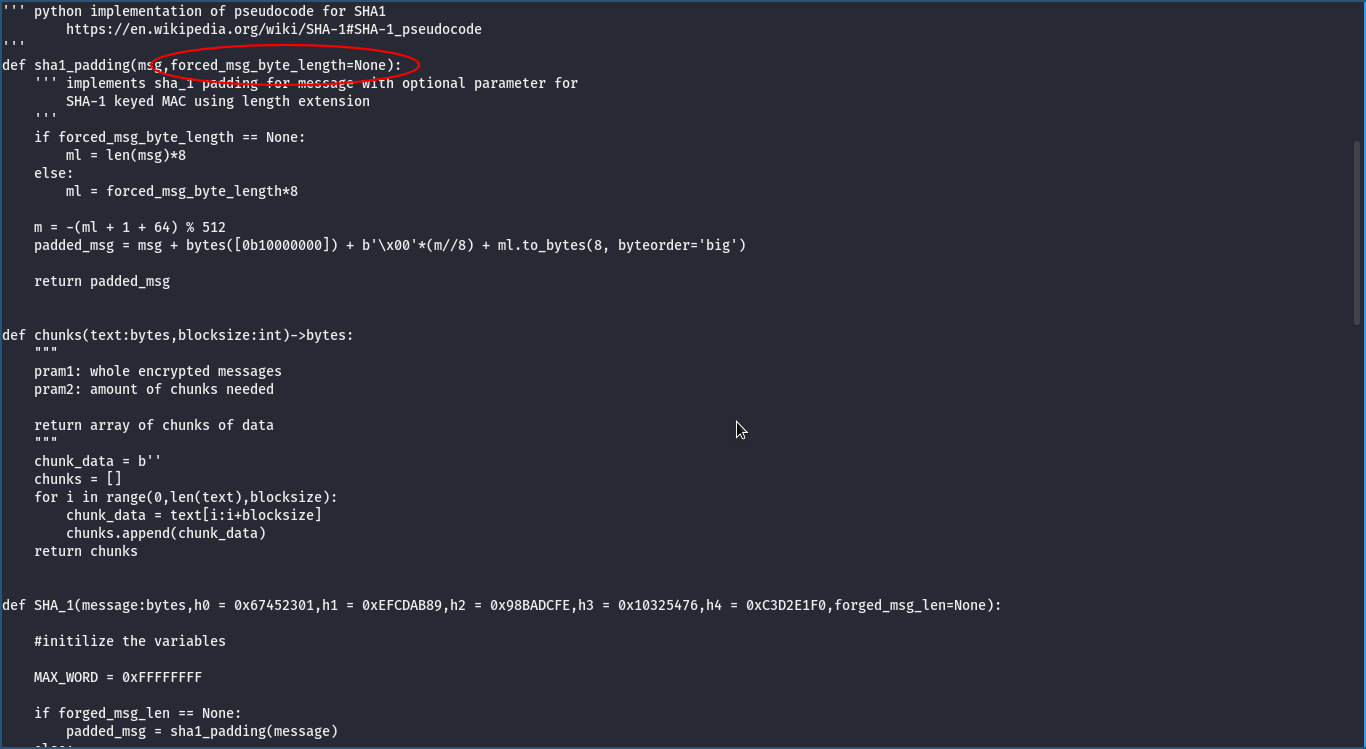 ''' python implementation of pseudocode for SHA1
        https://en.wikipedia.org/wiki/SHA-1#SHA-1_pseudocode
'''
def sha1_padding(msg,forced_msg_byte_length=None):
    ''' implements sha_1 padding for message with optional parameter for
        SHA-1 keyed MAC using length extension
    '''
    if forced_msg_byte_length == None:
        ml = len(msg)*8
    else:
        ml = forced_msg_byte_length*8

    m = -(ml + 1 + 64) % 512
    padded_msg = msg + bytes([0b10000000]) + b'\x00'*(m//8) + ml.to_bytes(8, byteorder='big')

    return padded_msg


def chunks(text:bytes,blocksize:int)->bytes:
    """
    pram1: whole encrypted messages
    pram2: amount of chunks needed

    return array of chunks of data
    """
    chunk_data = b''
    chunks = []
    for i in range(0,len(text),blocksize):
        chunk_data = text[i:i+blocksize]
        chunks.append(chunk_data)
    return chunks


def SHA_1(message:bytes,h0 = 0x67452301,h1 = 0xEFCDAB89,h2 = 0x98BADCFE,h3 = 0x10325476,h4 = 0xC3D2E1F0,forged_msg_len=None):

    #initilize the variables

    MAX_WORD = 0xFFFFFFFF

    if forged_msg_len == None:
        padded_msg = sha1_padding(message)
    else: